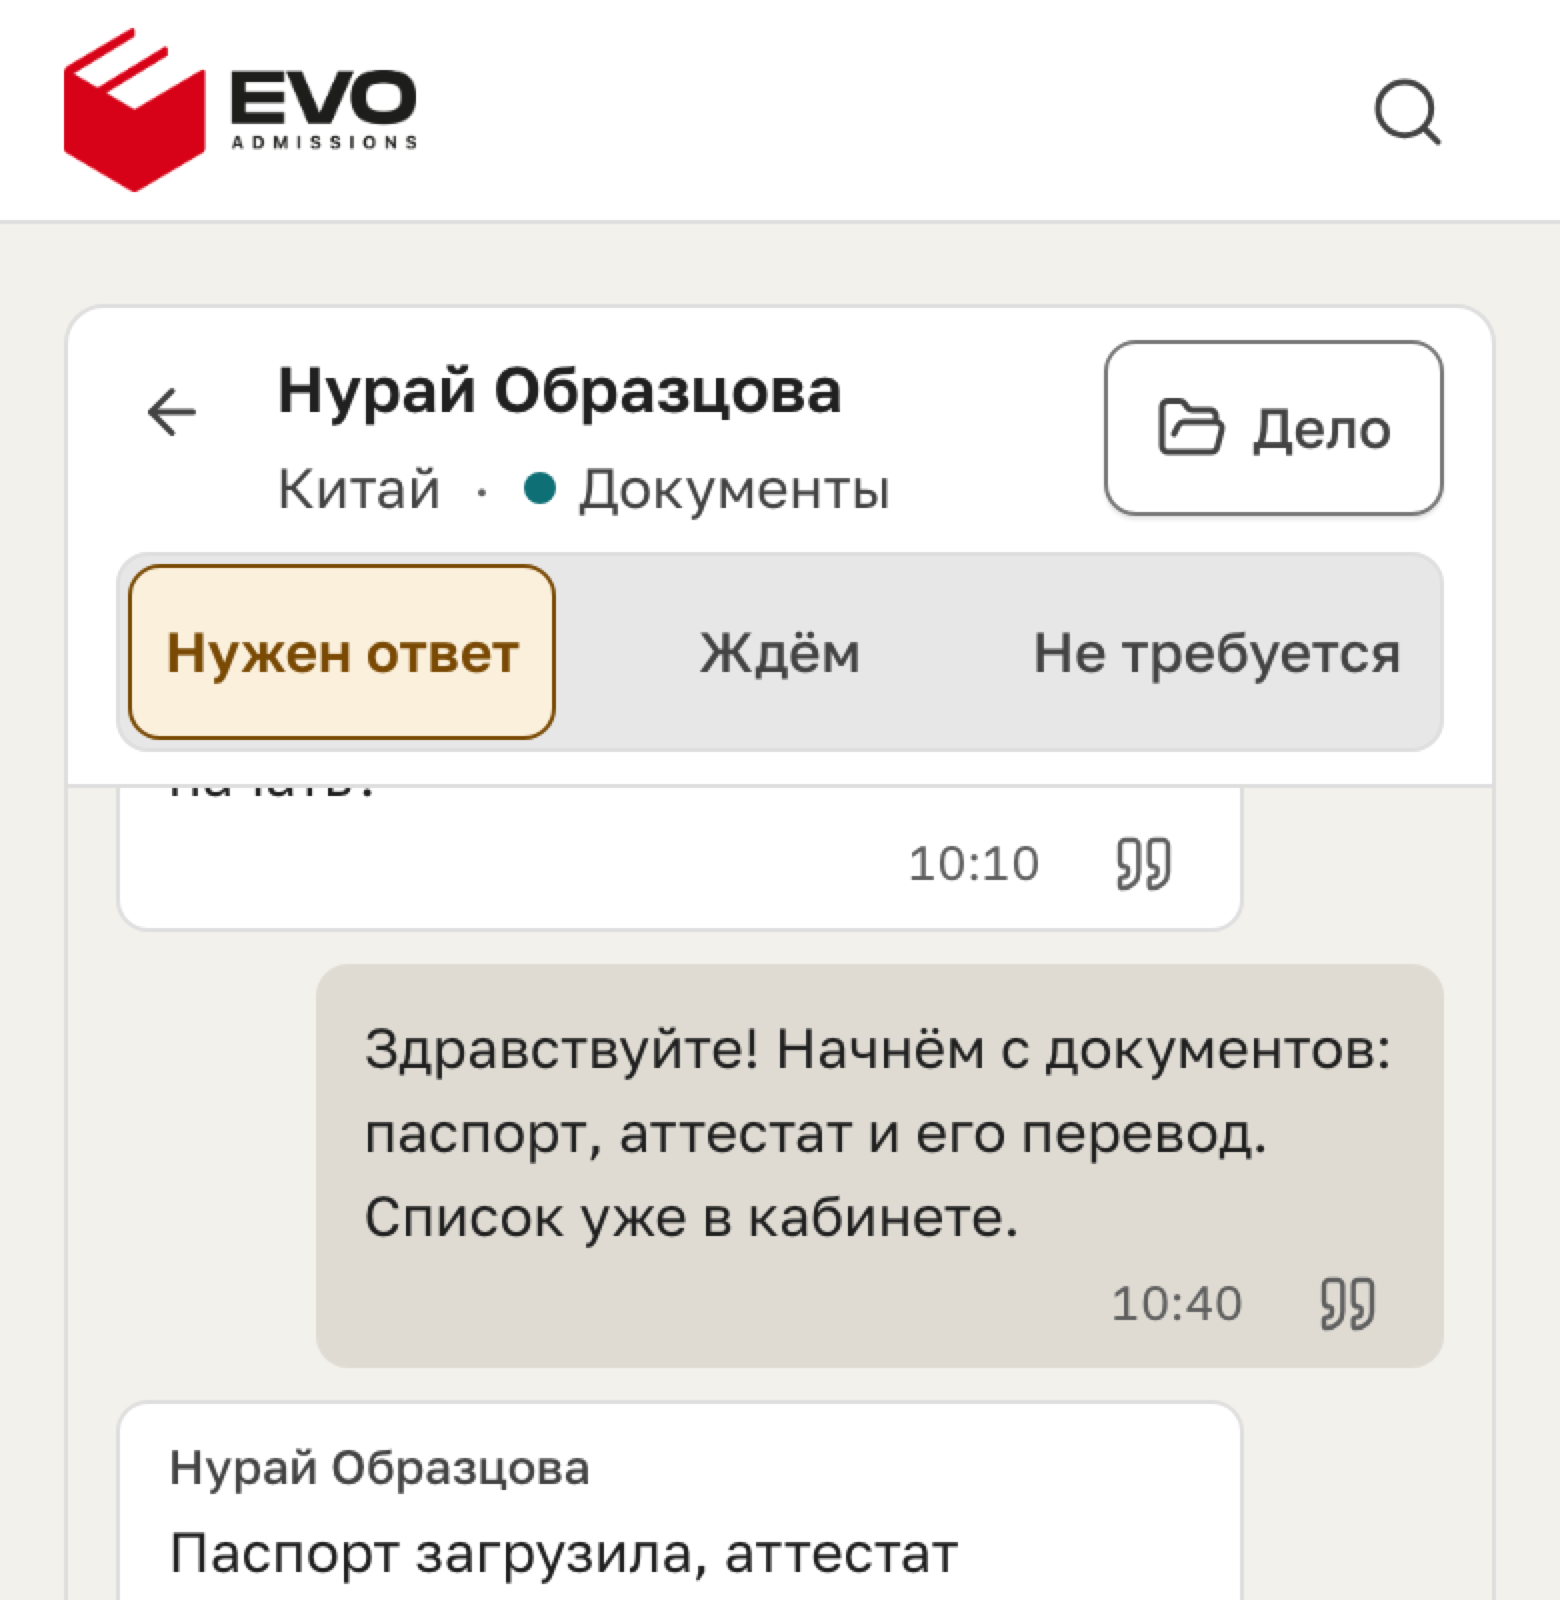 EVO
ADMISSIONS
Нурай Образцова
Дело
Китай · Документы
Нужен ответ
Ждём
Не требуется
10:10
Здравствуйте! Начнём с документов:
паспорт, аттестат и его перевод.
Список уже в кабинете.
10:40
Нурай Образцова
Паспорт загрузила, аттестат